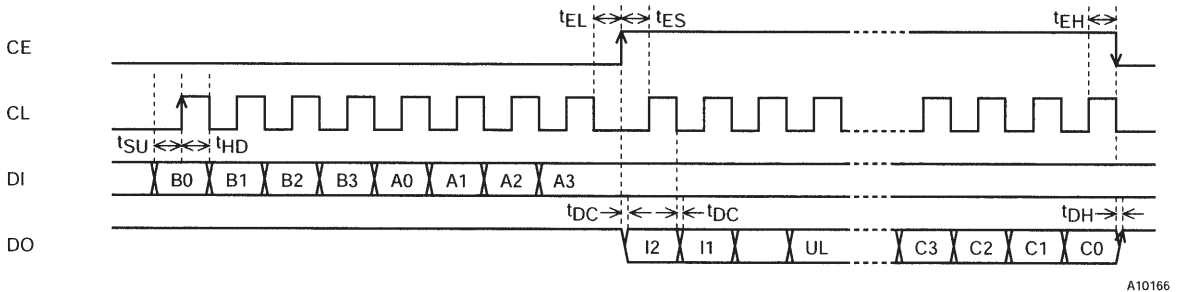 tEL tES tEH
CE
CL
tSU tHD
DI B0 B1 B2 B3 A0 A1 A2 A3
tDC tDC tDH
DO I2 I1 UL C3 C2 C1 C0
A10166